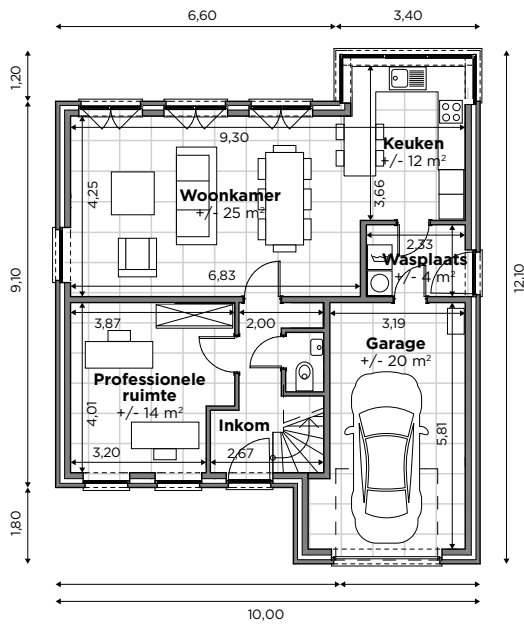 6,60
3,40
1,20
9,30
Keuken
+/- 12 m²
Woonkamer
+/- 25 m²
4,25
3,66
2,33
Wasplaats
+/- 4 m²
6,83
9,10
12,10
3,87
2,00
3,19
Garage
+/- 20 m²
Professionele
ruimte
+/- 14 m²
4,01
Inkom
5,81
3,20
2,67
1,80
10,00